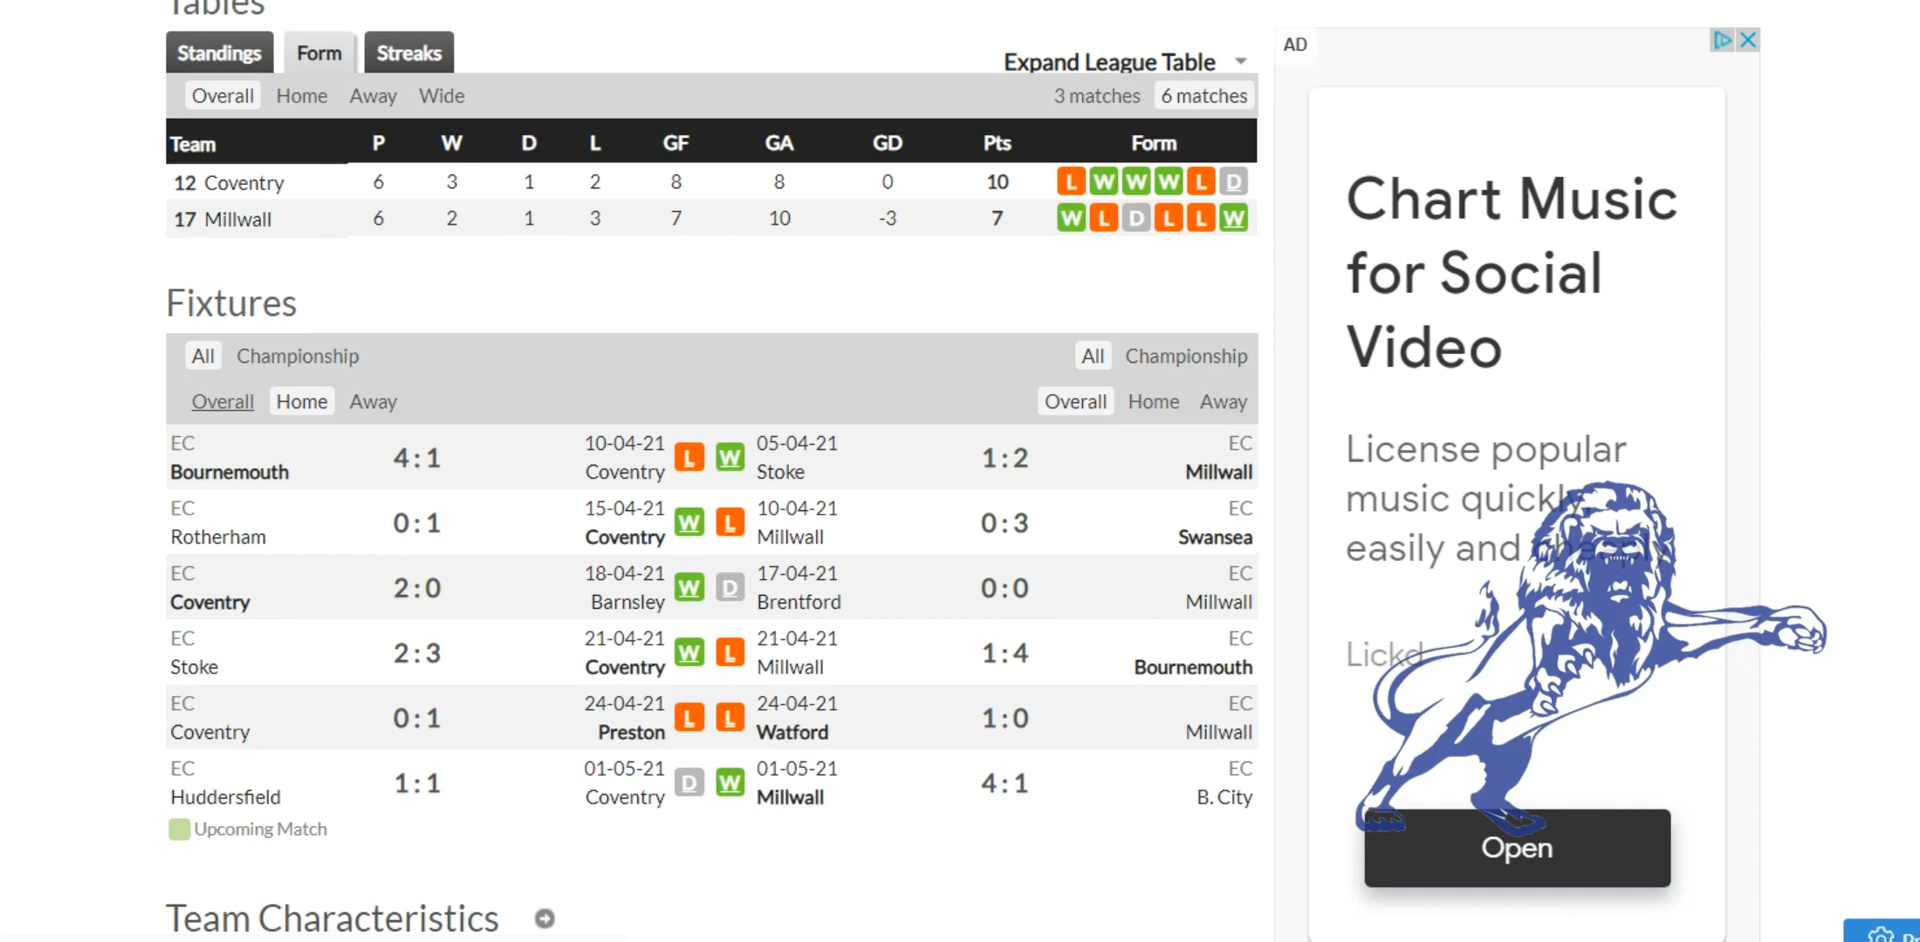 Tables
Standings Form Streaks Expand League Table
Overall Home Away Wide 3 matches 6 matches
Team P W D L GF GA GD Pts Form
12 Coventry 6 3 1 2 8 8 0 10 L W W W L D
17 Millwall 6 2 1 3 7 10 -3 7 W L D L L W
Fixtures
All Championship All Championship
Overall Home Away Overall Home Away
EC 10-04-21 05-04-21 EC
Bournemouth 4:1 Coventry L W Stoke 1:2 Millwall
EC 15-04-21 10-04-21 EC
Rotherham 0:1 Coventry W L Millwall 0:3 Swansea
EC 18-04-21 17-04-21 EC
Coventry 2:0 Barnsley W D Brentford 0:0 Millwall
EC 21-04-21 21-04-21 EC
Stoke 2:3 Coventry W L Millwall 1:4 Bournemouth
EC 24-04-21 24-04-21 EC
Coventry 0:1 Preston L L Watford 1:0 Millwall
EC 01-05-21 01-05-21 EC
Huddersfield 1:1 Coventry D W Millwall 4:1 B. City
Upcoming Match
Team Characteristics
AD
Chart Music
for Social
Video
License popular
music quickly,
easily and cheaply
Lickd
Open